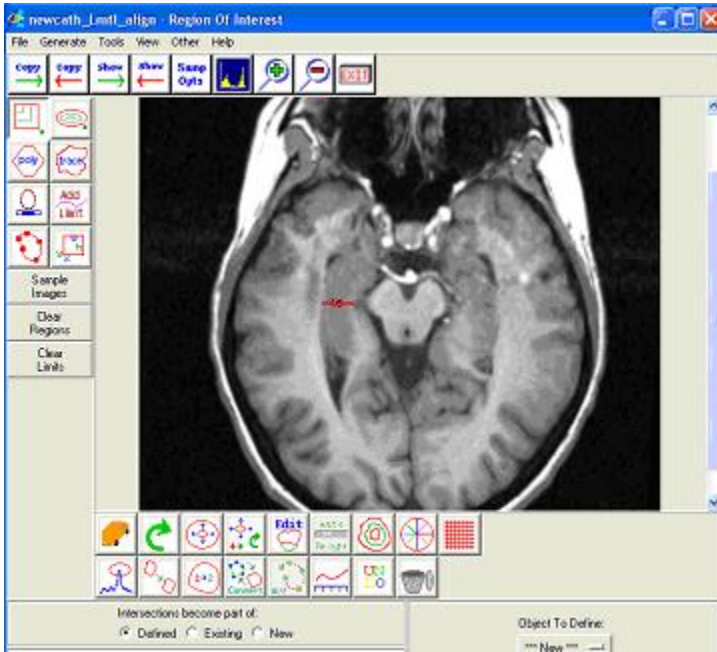 newcath_Lmtl_align - Region Of Interest
File Generate Tools View Other Help
Copy Copy Show Show Samp Opts Exit
poly trace
Add Limit
Sample Images
Clear Regions
Clear Limits
Edit
Intersections become part of:
Defined Existing New
Object To Define:
*** New ***